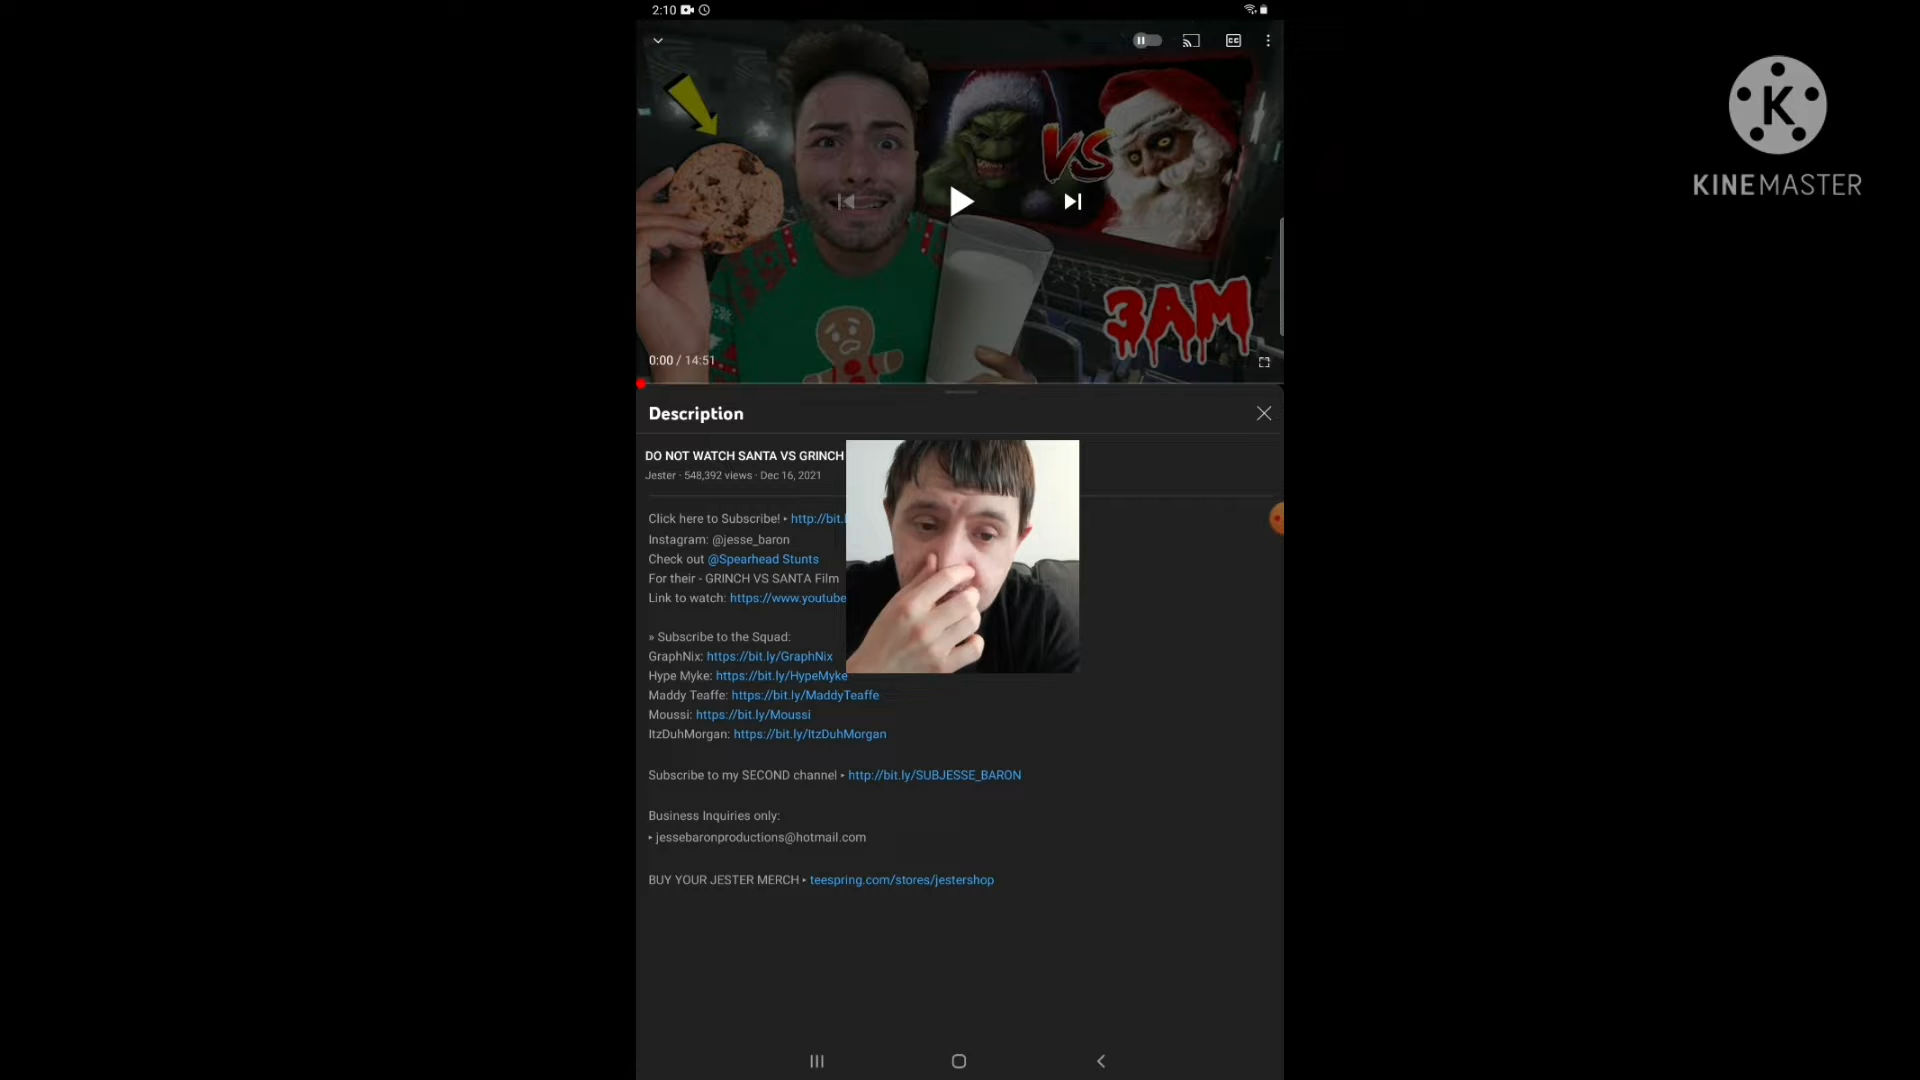 2:10
K
KINEMASTER
CC
VS
3AM
0:00 / 14:51
Description
DO NOT WATCH SANTA VS GRINCH
Jester · 548,392 views · Dec 16, 2021
Click here to Subscribe! ▸ http://bit.
Instagram: @jesse_baron
Check out @Spearhead Stunts
For their - GRINCH VS SANTA Film
Link to watch: https://www.youtube
» Subscribe to the Squad:
GraphNix: https://bit.ly/GraphNix
Hype Myke: https://bit.ly/HypeMyke
Maddy Teaffe: https://bit.ly/MaddyTeaffe
Moussi: https://bit.ly/Moussi
ItzDuhMorgan: https://bit.ly/ItzDuhMorgan
Subscribe to my SECOND channel ▸ http://bit.ly/SUBJESSE_BARON
Business Inquiries only:
▸ jessebaronproductions@hotmail.com
BUY YOUR JESTER MERCH ▸ teespring.com/stores/jestershop